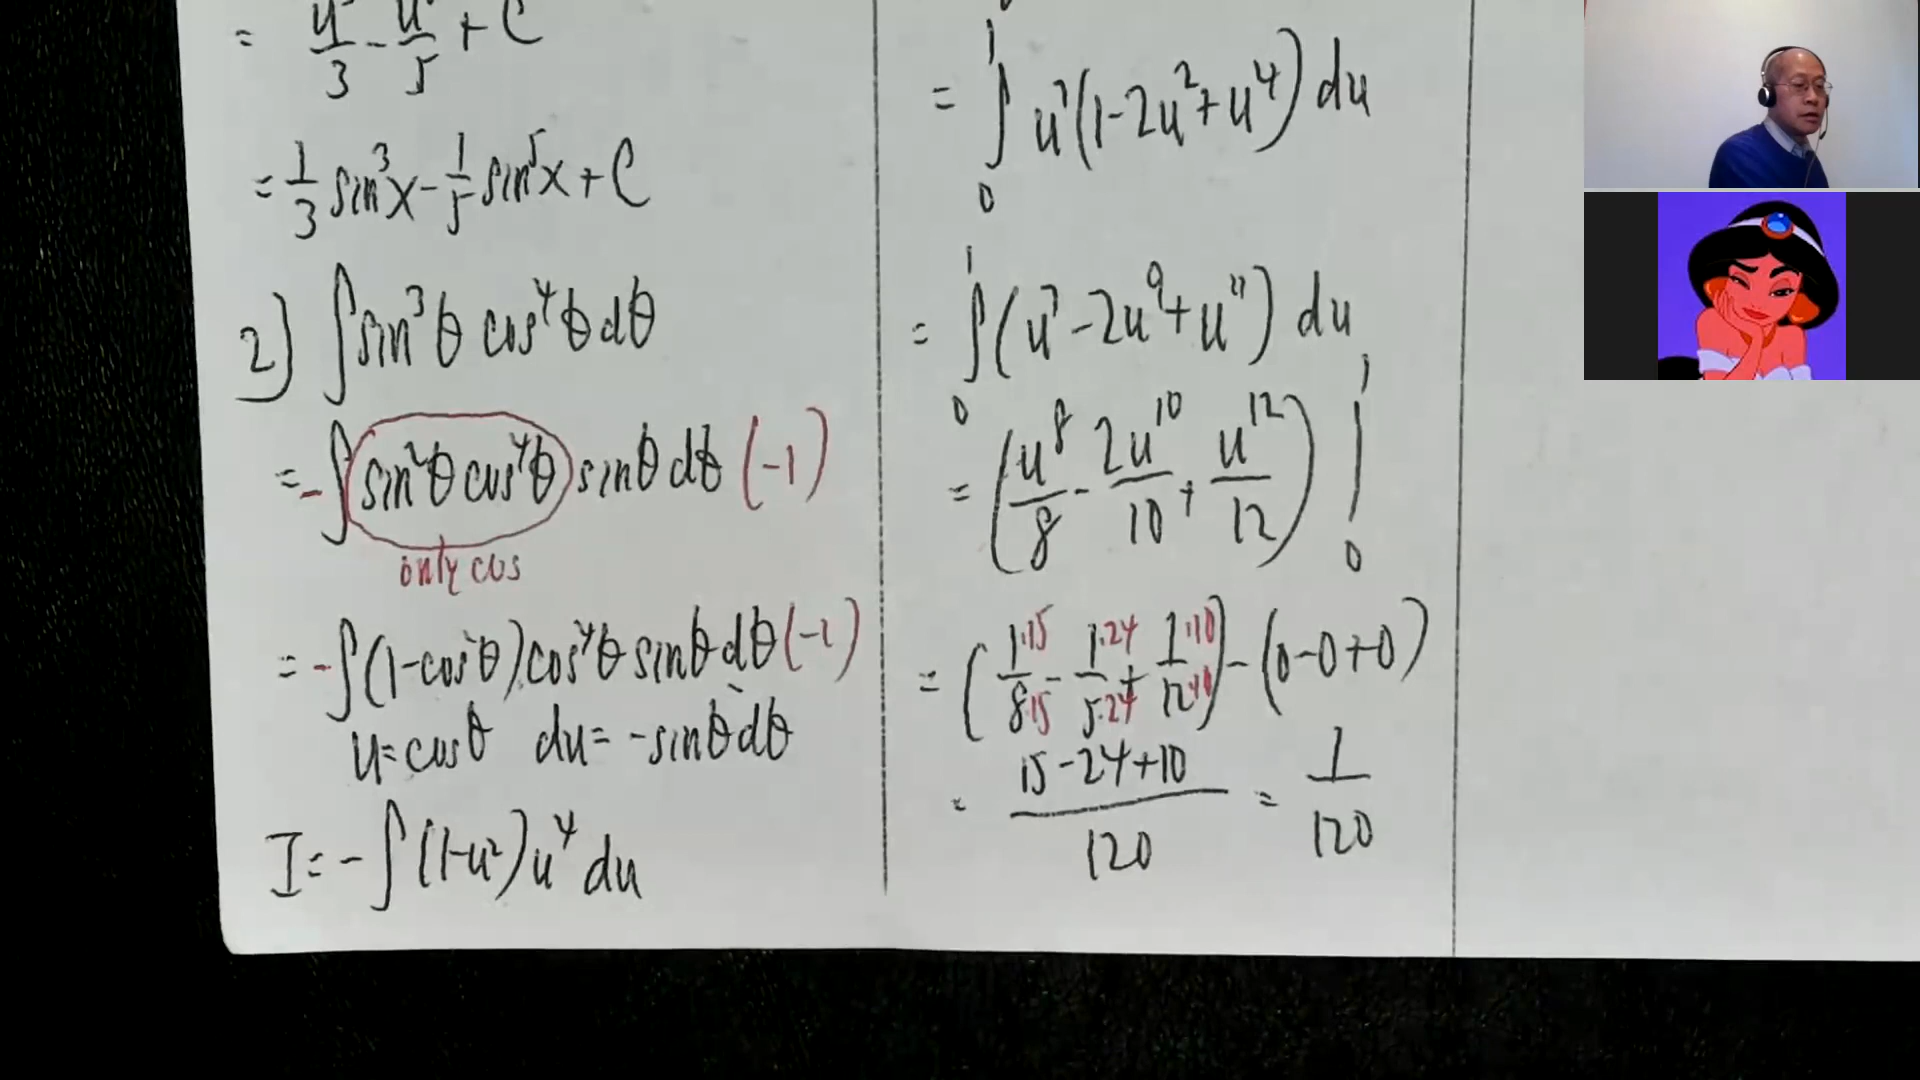 = u³/3 - u⁵/5 + C
= 1/3 sin³x - 1/5 sin⁵x + C
2) ∫sin³θ cos⁴θ dθ
= -∫sin²θ cos⁴θ sinθ dθ (-1)
only cos
= -∫(1-cos²θ)cos⁴θ sinθ dθ (-1)
u=cosθ du= -sinθ dθ
I= -∫(1-u²)u⁴ du
= ∫₀¹ u⁷(1-2u²+u⁴) du
= ∫₀¹ (u⁷-2u⁹+u¹¹) du
= (u⁸/8 - 2u¹⁰/10 + u¹²/12) |₀¹
= (1·15/8·15 - 1·24/5·24 + 1·10/12·10) - (0-0+0)
= 15-24+10/120 = 1/120